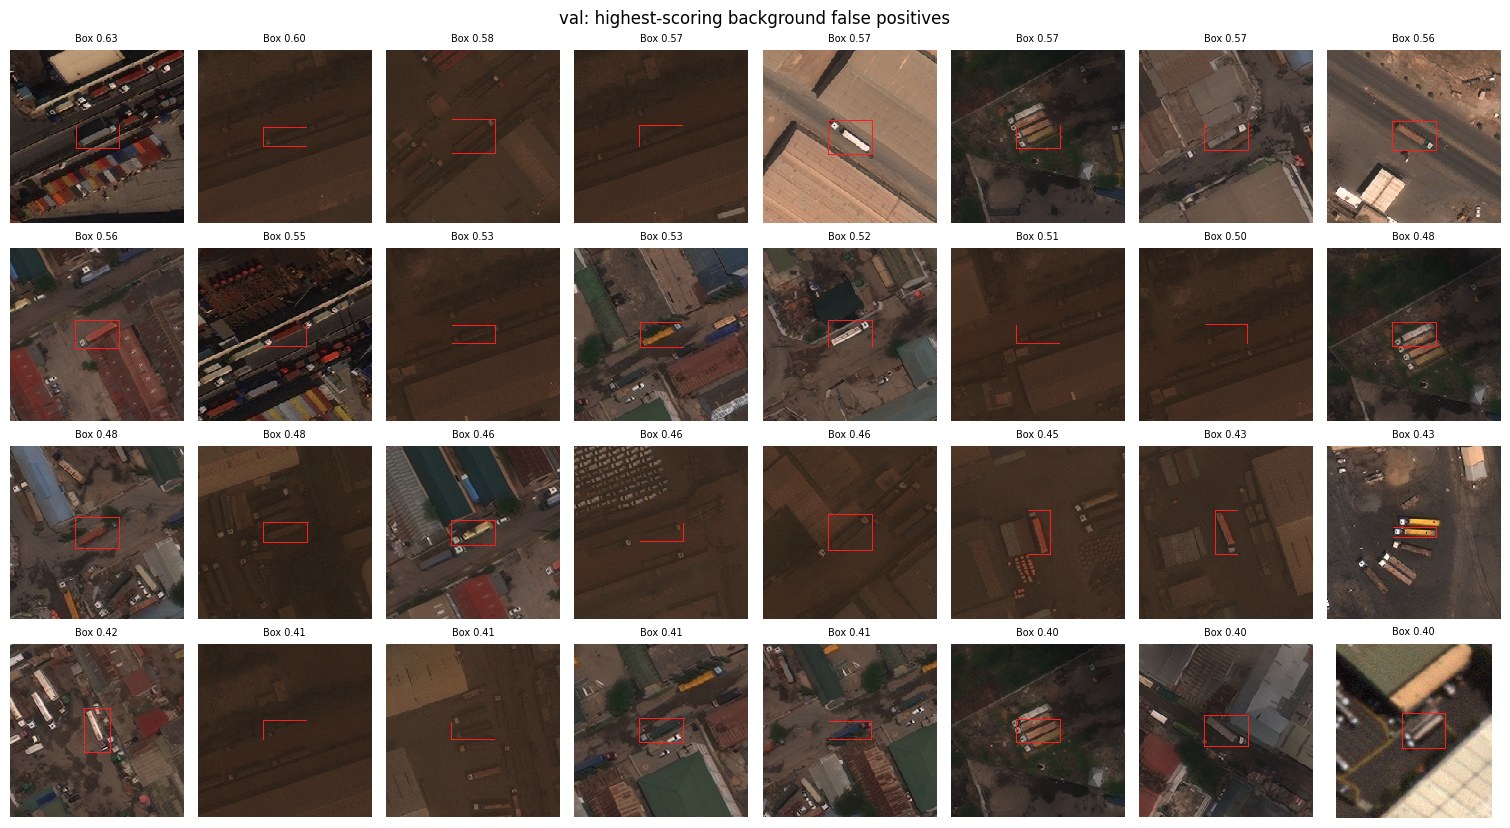 val: highest-scoring background false positives
Box 0.63
Box 0.60
Box 0.58
Box 0.57
Box 0.57
Box 0.57
Box 0.57
Box 0.56
Box 0.56
Box 0.55
Box 0.53
Box 0.53
Box 0.52
Box 0.51
Box 0.50
Box 0.48
Box 0.48
Box 0.48
Box 0.46
Box 0.46
Box 0.46
Box 0.45
Box 0.43
Box 0.43
Box 0.42
Box 0.41
Box 0.41
Box 0.41
Box 0.41
Box 0.40
Box 0.40
Box 0.40